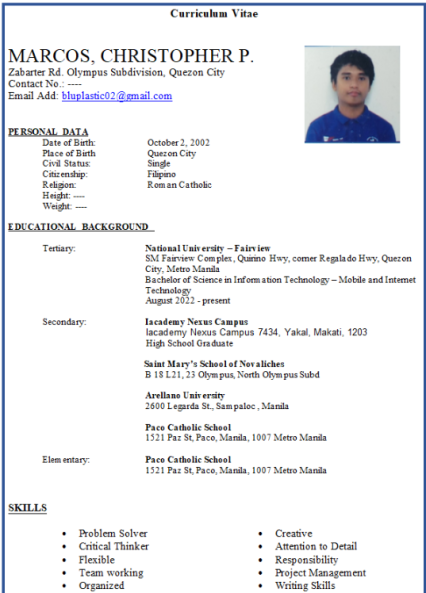 Curriculum Vitae
MARCOS, CHRISTOPHER P.
Zabarter Rd. Olympus Subdivision, Quezon City
Contact No.: ----
Email Add: bluplastic02@gmail.com
PERSONAL DATA
Date of Birth: October 2, 2002
Place of Birth Quezon City
Civil Status: Single
Citizenship: Filipino
Religion: Roman Catholic
Height: ----
Weight: ----
EDUCATIONAL BACKGROUND
Tertiary: National University – Fairview
SM Fairview Complex, Quirino Hwy, corner Regalado Hwy, Quezon
City, Metro Manila
Bachelor of Science in Information Technology – Mobile and Internet
Technology
August 2022 - present
Secondary: Iacademy Nexus Campus
Iacademy Nexus Campus 7434, Yakal, Makati, 1203
High School Graduate
Saint Mary's School of Novaliches
B 18 L21, 23 Olympus, North Olympus Subd
Arellano University
2600 Legarda St., Sampaloc , Manila
Paco Catholic School
1521 Paz St, Paco, Manila, 1007 Metro Manila
Elementary: Paco Catholic School
1521 Paz St, Paco, Manila, 1007 Metro Manila
SKILLS
• Problem Solver
• Critical Thinker
• Flexible
• Team working
• Organized
• Creative
• Attention to Detail
• Responsibility
• Project Management
• Writing Skills